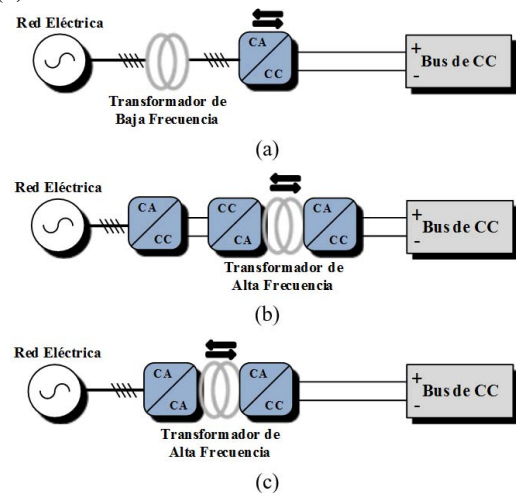 Red Eléctrica
CA
CC
+
-
Bus de CC
Transformador de
Baja Frecuencia
(a)
Red Eléctrica
CA
CC
CC
CA
CA
CC
+
-
Bus de CC
Transformador de
Alta Frecuencia
(b)
Red Eléctrica
CA
CA
CA
CC
+
-
Bus de CC
Transformador de
Alta Frecuencia
(c)